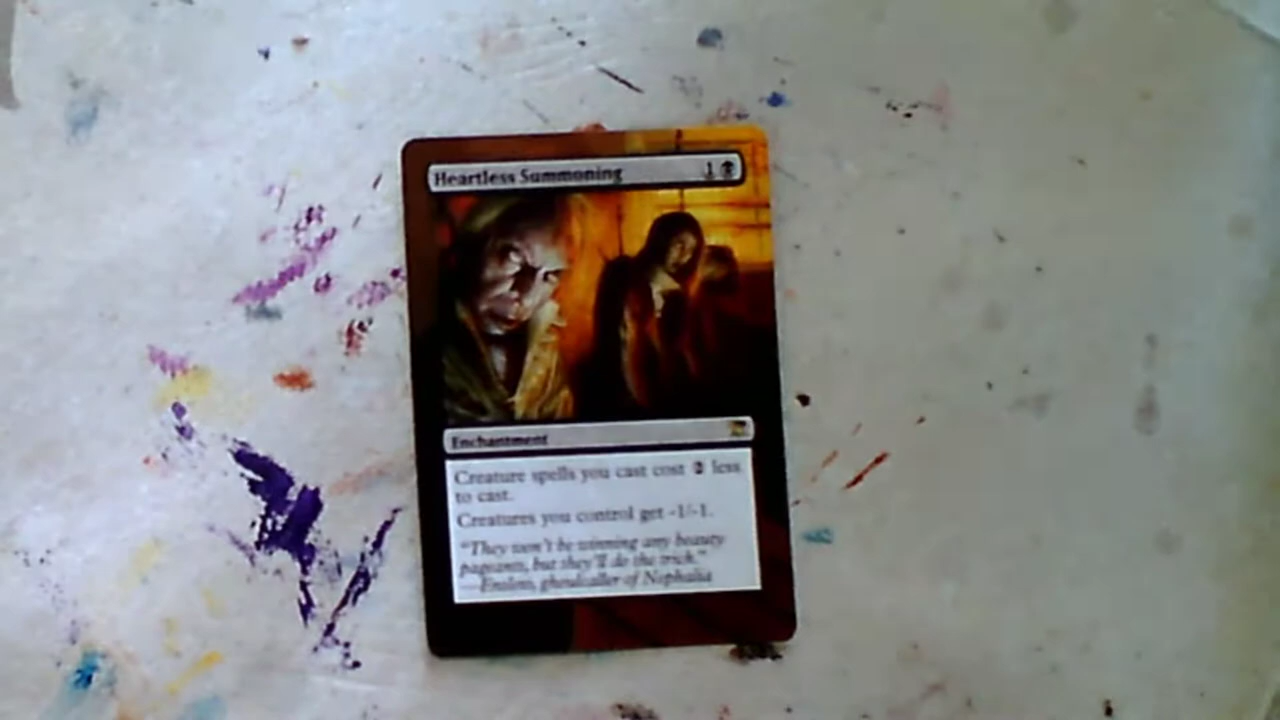 Heartless Summoning 1
Enchantment
Creature spells you cast cost 2 less
to cast.
Creatures you control get -1/-1.
"They won't be winning any beauty
pageants, but they'll do the trick."
—Enslow, ghoulcaller of Nephalia